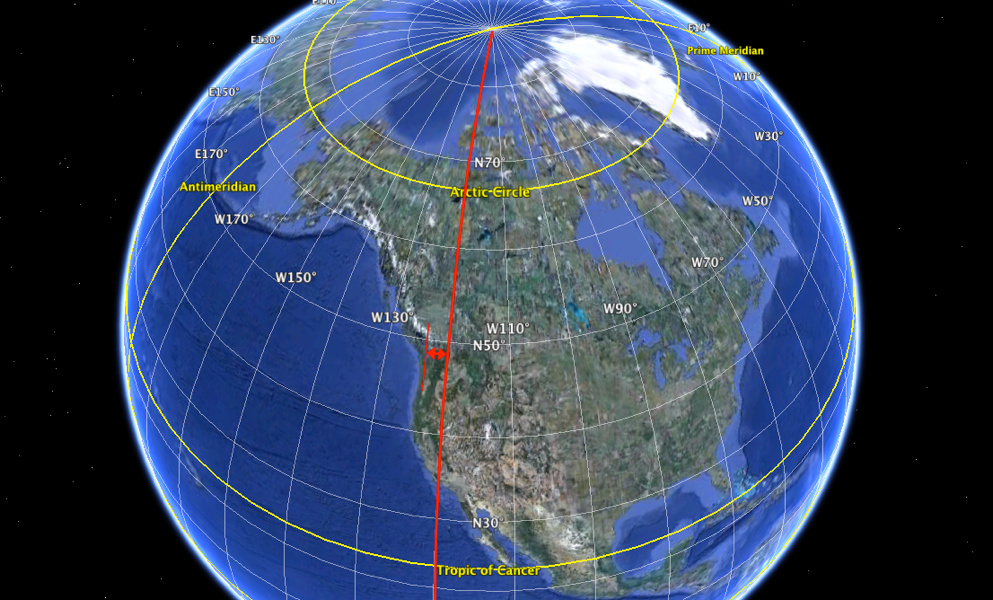 E10°
E130°
Prime Meridian
W10°
E150°
W30°
E170°
N70°
Antimeridian
Arctic Circle
W50°
W170°
W70°
W150°
W90°
W130°
W110°
N50°
N30
Tropic of Cancer